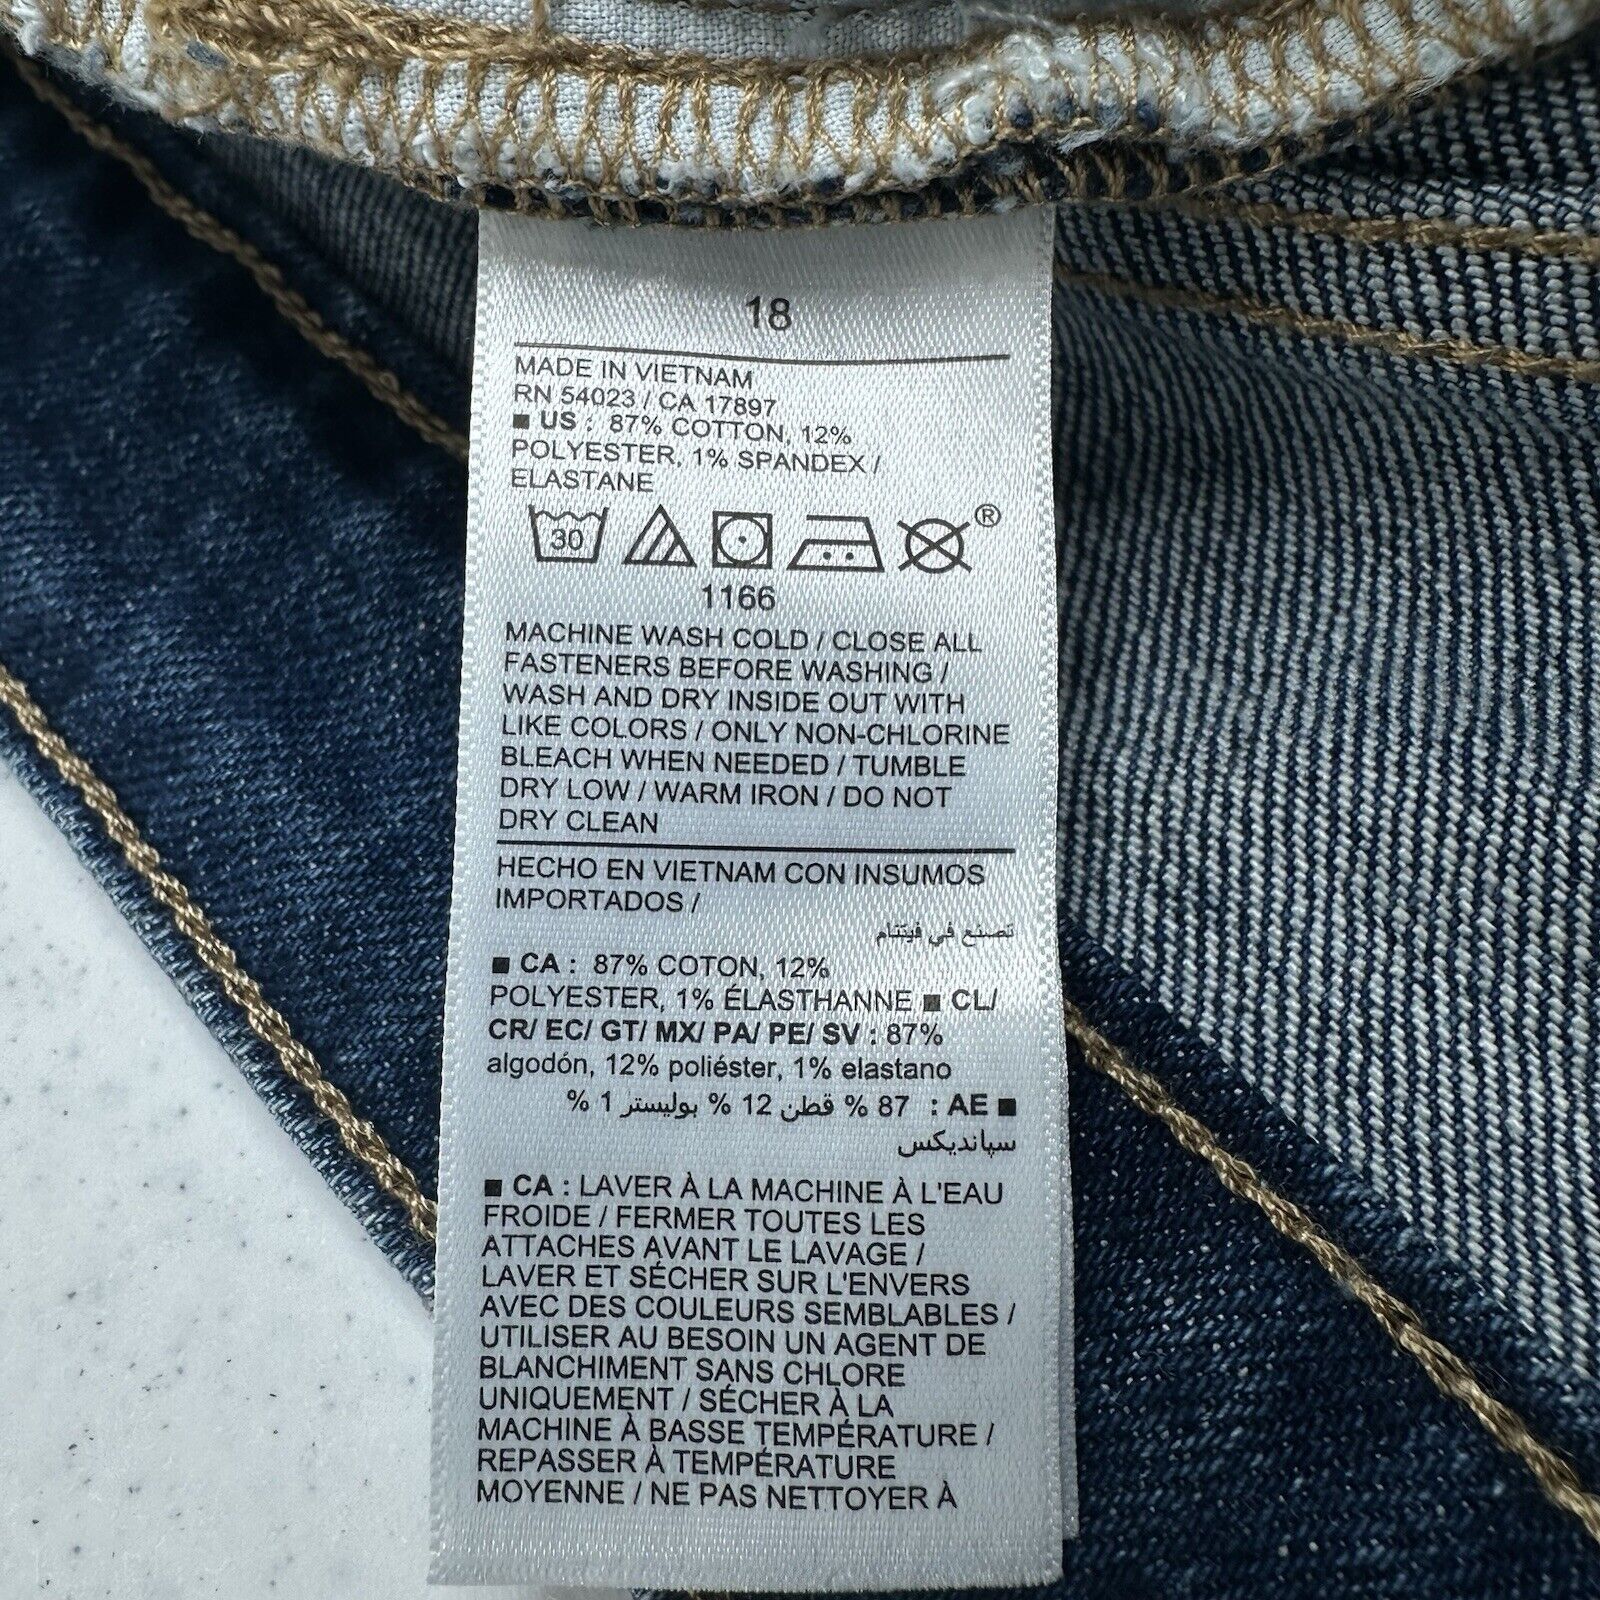 18
MADE IN VIETNAM
RN 54023 / CA 17897
■ US : 87% COTTON, 12%
POLYESTER, 1% SPANDEX /
ELASTANE
30 ®
1166
MACHINE WASH COLD / CLOSE ALL
FASTENERS BEFORE WASHING /
WASH AND DRY INSIDE OUT WITH
LIKE COLORS / ONLY NON-CHLORINE
BLEACH WHEN NEEDED / TUMBLE
DRY LOW / WARM IRON / DO NOT
DRY CLEAN
HECHO EN VIETNAM CON INSUMOS
IMPORTADOS /
تصنع في فيتنام
■ CA : 87% COTON, 12%
POLYESTER, 1% ÉLASTHANNE ■ CL/
CR/ EC/ GT/ MX/ PA/ PE/ SV : 87%
algodón, 12% poliéster, 1% elastano
■ AE : 87 % قطن 12 % بوليستر 1 %
سباندیکس
■ CA : LAVER À LA MACHINE À L'EAU
FROIDE / FERMER TOUTES LES
ATTACHES AVANT LE LAVAGE /
LAVER ET SÉCHER SUR L'ENVERS
AVEC DES COULEURS SEMBLABLES /
UTILISER AU BESOIN UN AGENT DE
BLANCHIMENT SANS CHLORE
UNIQUEMENT / SÉCHER À LA
MACHINE À BASSE TEMPÉRATURE /
REPASSER À TEMPÉRATURE
MOYENNE / NE PAS NETTOYER À